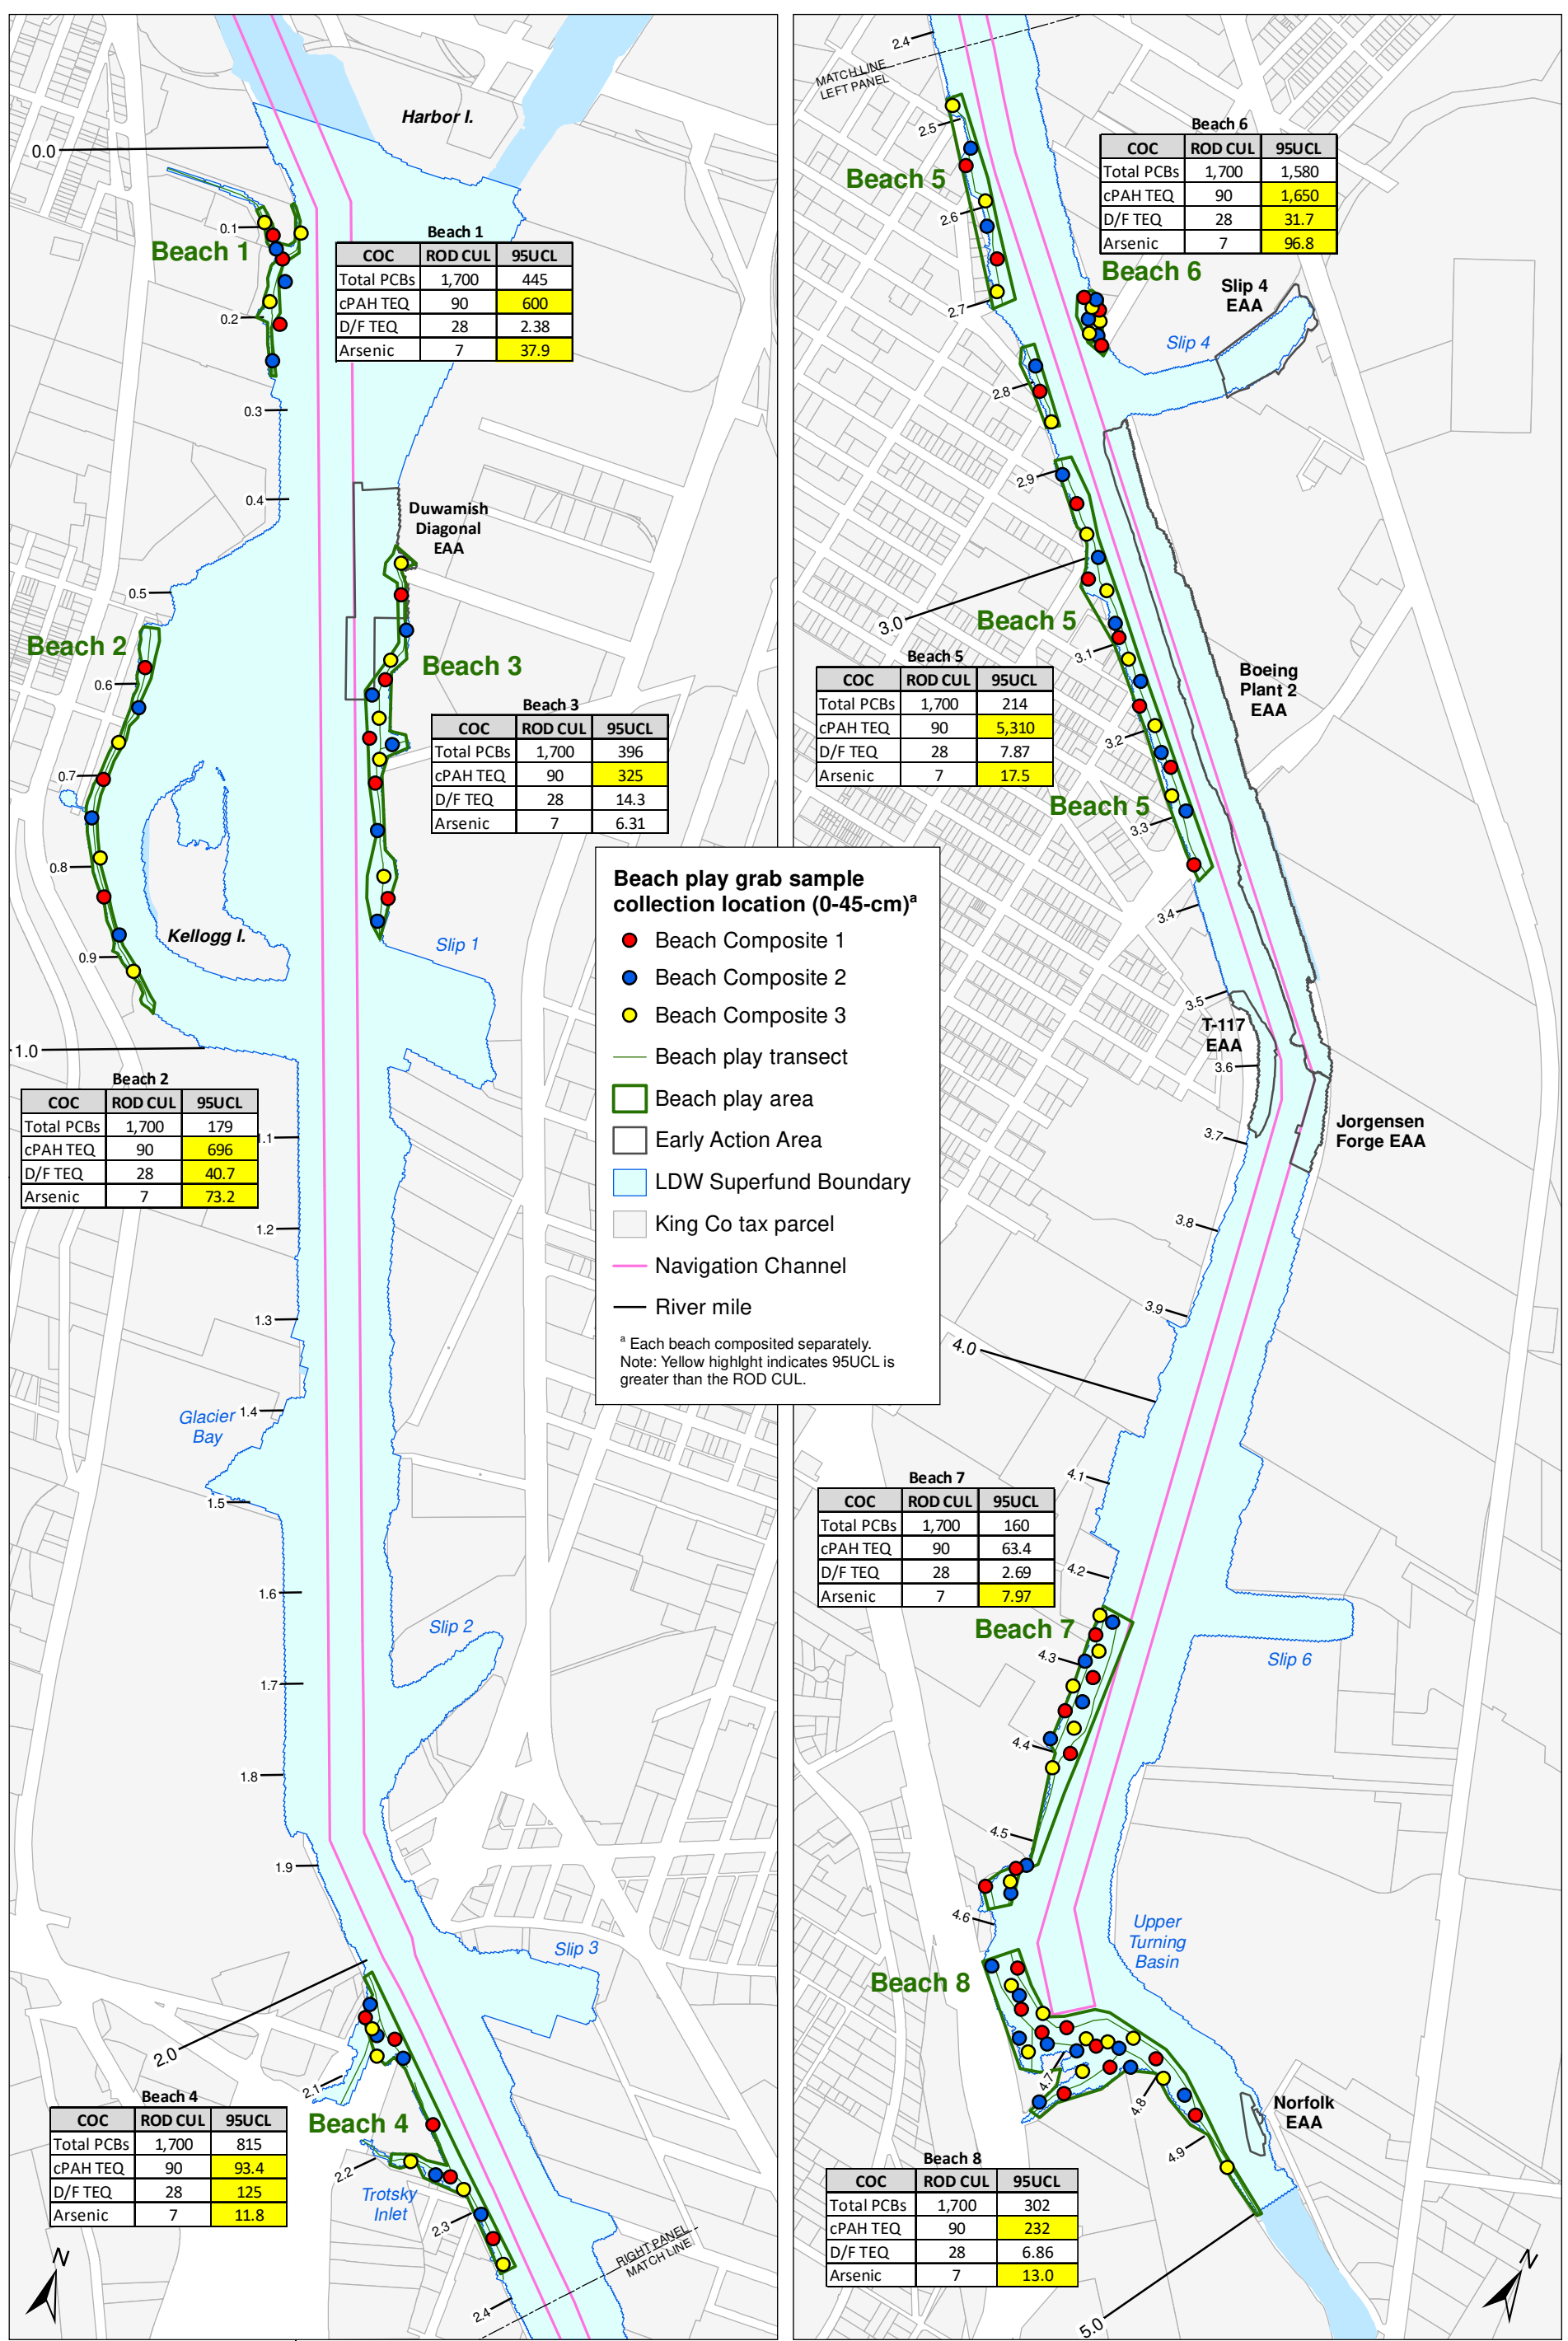 Harbor I.
0.0
0.1
Beach 1
0.2
Beach 1
COC ROD CUL 95UCL
Total PCBs 1,700 445
cPAH TEQ 90 600
D/F TEQ 28 2.38
Arsenic 7 37.9
0.3
0.4
Duwamish
Diagonal
EAA
0.5
Beach 2
0.6
Beach 3
Beach 3
COC ROD CUL 95UCL
Total PCBs 1,700 396
cPAH TEQ 90 325
D/F TEQ 28 14.3
Arsenic 7 6.31
0.7
0.8
Kellogg I.
0.9
Slip 1
1.0
Beach 2
COC ROD CUL 95UCL
Total PCBs 1,700 179
cPAH TEQ 90 696
D/F TEQ 28 40.7
Arsenic 7 73.2
1.1
1.2
1.3
Glacier
Bay
1.4
1.5
1.6
Slip 2
1.7
1.8
1.9
Slip 3
2.0
2.1
Beach 4
Beach 4
COC ROD CUL 95UCL
Total PCBs 1,700 815
cPAH TEQ 90 93.4
D/F TEQ 28 125
Arsenic 7 11.8
2.2
Trotsky
Inlet
2.3
RIGHT PANEL
MATCH LINE
2.4
N
Beach play grab sample
collection location (0-45-cm)a
Beach Composite 1
Beach Composite 2
Beach Composite 3
Beach play transect
Beach play area
Early Action Area
LDW Superfund Boundary
King Co tax parcel
Navigation Channel
River mile
a Each beach composited separately.
Note: Yellow highlght indicates 95UCL is
greater than the ROD CUL.
2.4
MATCH LINE
LEFT PANEL
2.5
Beach 5
2.6
2.7
Beach 6
COC ROD CUL 95UCL
Total PCBs 1,700 1,580
cPAH TEQ 90 1,650
D/F TEQ 28 31.7
Arsenic 7 96.8
Beach 6
Slip 4
EAA
Slip 4
2.8
2.9
3.0
Beach 5
3.1
Beach 5
COC ROD CUL 95UCL
Total PCBs 1,700 214
cPAH TEQ 90 5,310
D/F TEQ 28 7.87
Arsenic 7 17.5
Boeing
Plant 2
EAA
3.2
Beach 5
3.3
3.4
3.5
T-117
EAA
3.6
3.7
Jorgensen
Forge EAA
3.8
3.9
4.0
4.1
Beach 7
COC ROD CUL 95UCL
Total PCBs 1,700 160
cPAH TEQ 90 63.4
D/F TEQ 28 2.69
Arsenic 7 7.97
4.2
Beach 7
4.3
Slip 6
4.4
4.5
4.6
Upper
Turning
Basin
Beach 8
4.7
4.8
Norfolk
EAA
4.9
Beach 8
COC ROD CUL 95UCL
Total PCBs 1,700 302
cPAH TEQ 90 232
D/F TEQ 28 6.86
Arsenic 7 13.0
5.0
N